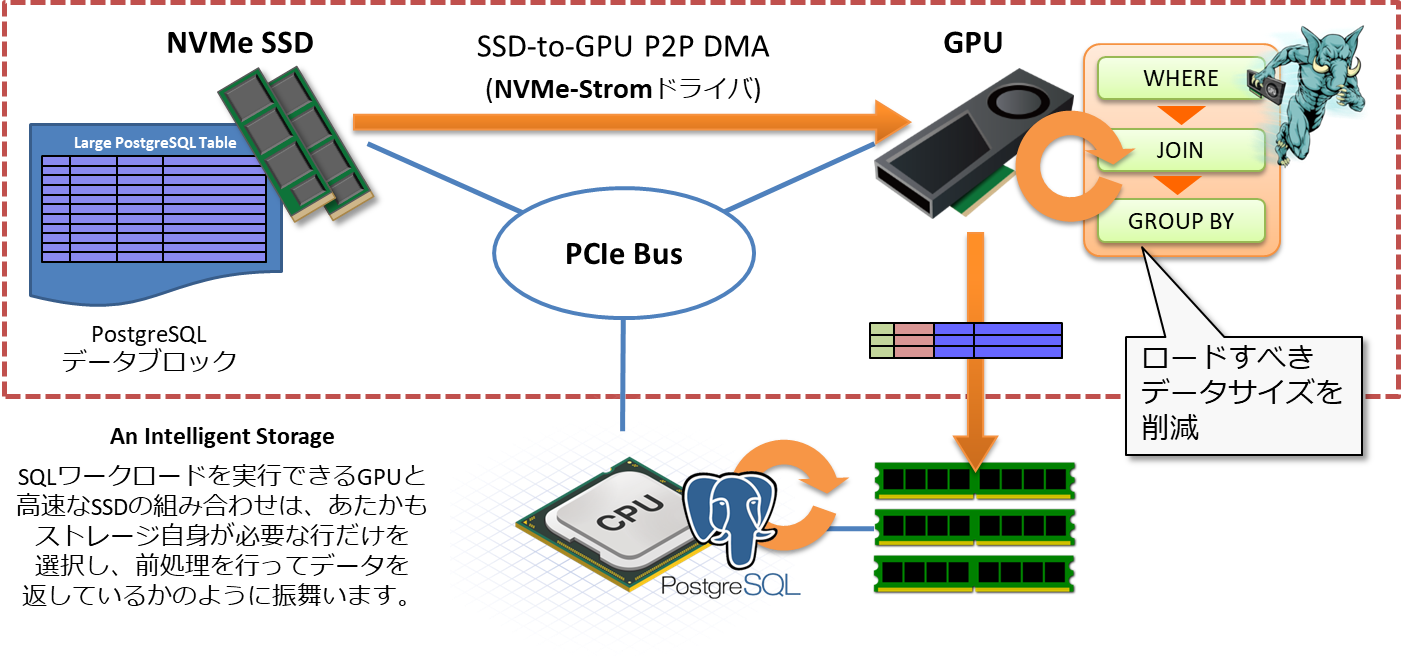 NVMe SSD
SSD-to-GPU P2P DMA
(NVMe-Stromドライバ)
GPU
WHERE
JOIN
GROUP BY
Large PostgreSQL Table
PCIe Bus
PostgreSQL
データブロック
ロードすべき
データサイズを
削減
An Intelligent Storage
SQLワークロードを実行できるGPUと
高速なSSDの組み合わせは、あたかも
ストレージ自身が必要な行だけを
選択し、前処理を行ってデータを
返しているかのように振舞います。
CPU
PostgreSQL